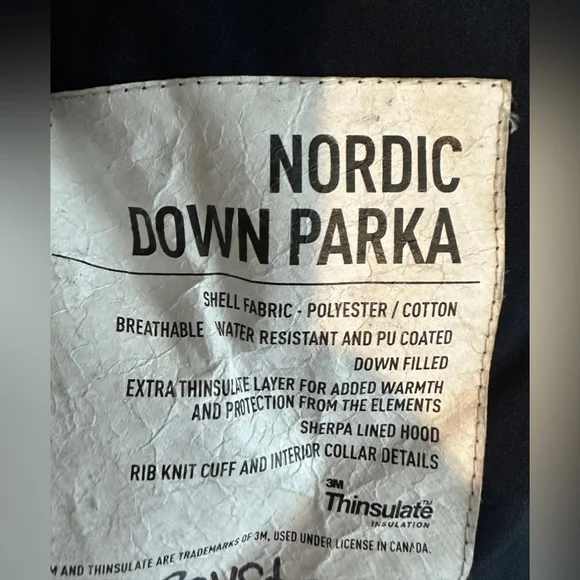 NORDIC
DOWN PARKA
SHELL FABRIC - POLYESTER / COTTON
BREATHABLE WATER RESISTANT AND PU COATED
DOWN FILLED
EXTRA THINSULATE LAYER FOR ADDED WARMTH
AND PROTECTION FROM THE ELEMENTS
SHERPA LINED HOOD
RIB KNIT CUFF AND INTERIOR COLLAR DETAILS
3M
Thinsulate™
INSULATION
M AND THINSULATE ARE TRADEMARKS OF 3M, USED UNDER LICENSE IN CANADA.